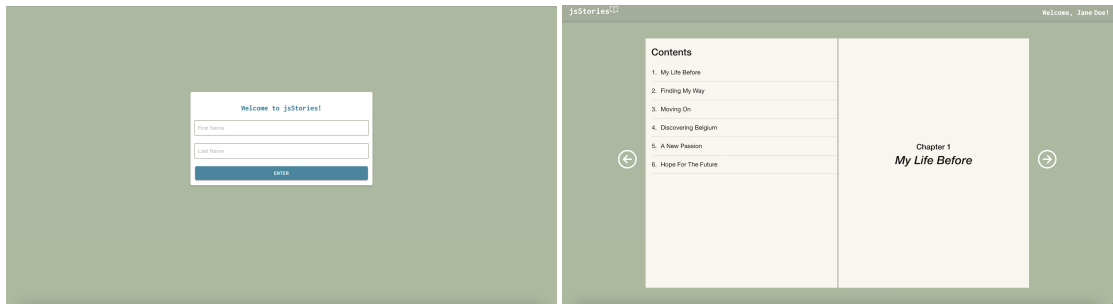 Welcome to jsStories!
First Name
Last Name
ENTER
jsStories
Welcome, Jane Doe!
Contents
1. My Life Before
2. Finding My Way
3. Moving On
4. Discovering Belgium
5. A New Passion
6. Hope For The Future
Chapter 1
My Life Before